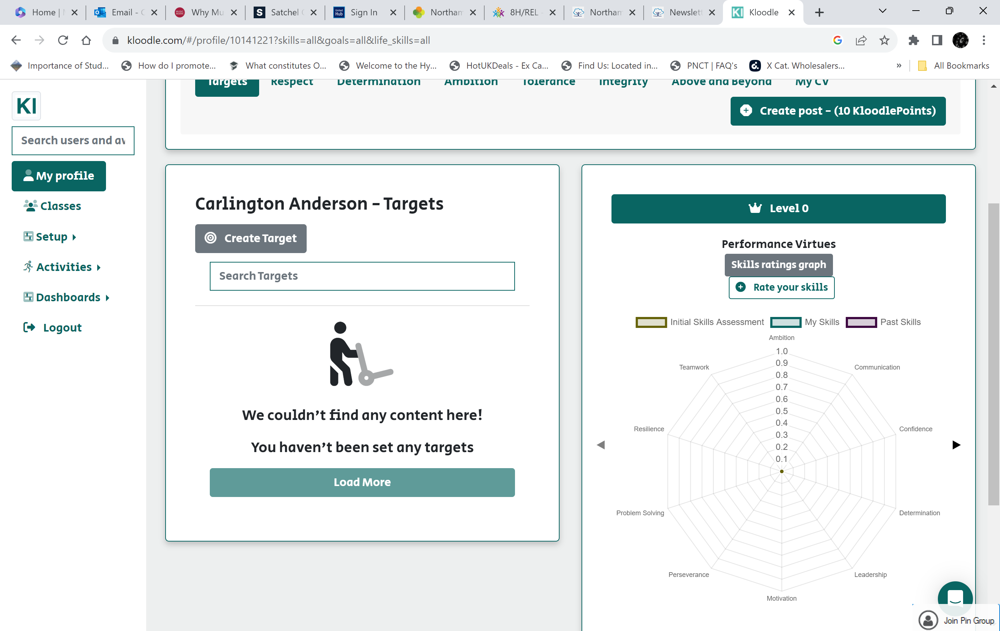 Home
Email -
Why Mu
Satchel
Sign In
Northam
8H/REL -
Northam
Newslett
Kloodle
kloodle.com/#/profile/10141221?skills=all&goals=all&life_skills=all
Importance of Stud...
How do I promote...
What constitutes O...
Welcome to the Hy...
HotUKDeals - Ex Ca...
Find Us: Located in...
PNCT | FAQ's
X Cat. Wholesalers...
»
All Bookmarks
Targets
Respect
Determination
Ambition
Tolerance
Integrity
Above and Beyond
My CV
Create post - (10 KloodlePoints)
KI
Search users and aw
My profile
Classes
Setup
Activities
Dashboards
Logout
Carlington Anderson - Targets
Create Target
Search Targets
We couldn't find any content here!
You haven't been set any targets
Load More
Level 0
Performance Virtues
Skills ratings graph
Rate your skills
Initial Skills Assessment
My Skills
Past Skills
Ambition
1.0
0.9
0.8
0.7
0.6
0.5
0.4
0.3
0.2
0.1
Teamwork
Communication
Resilience
Confidence
Problem Solving
Determination
Perseverance
Leadership
Motivation
Join Pin Group